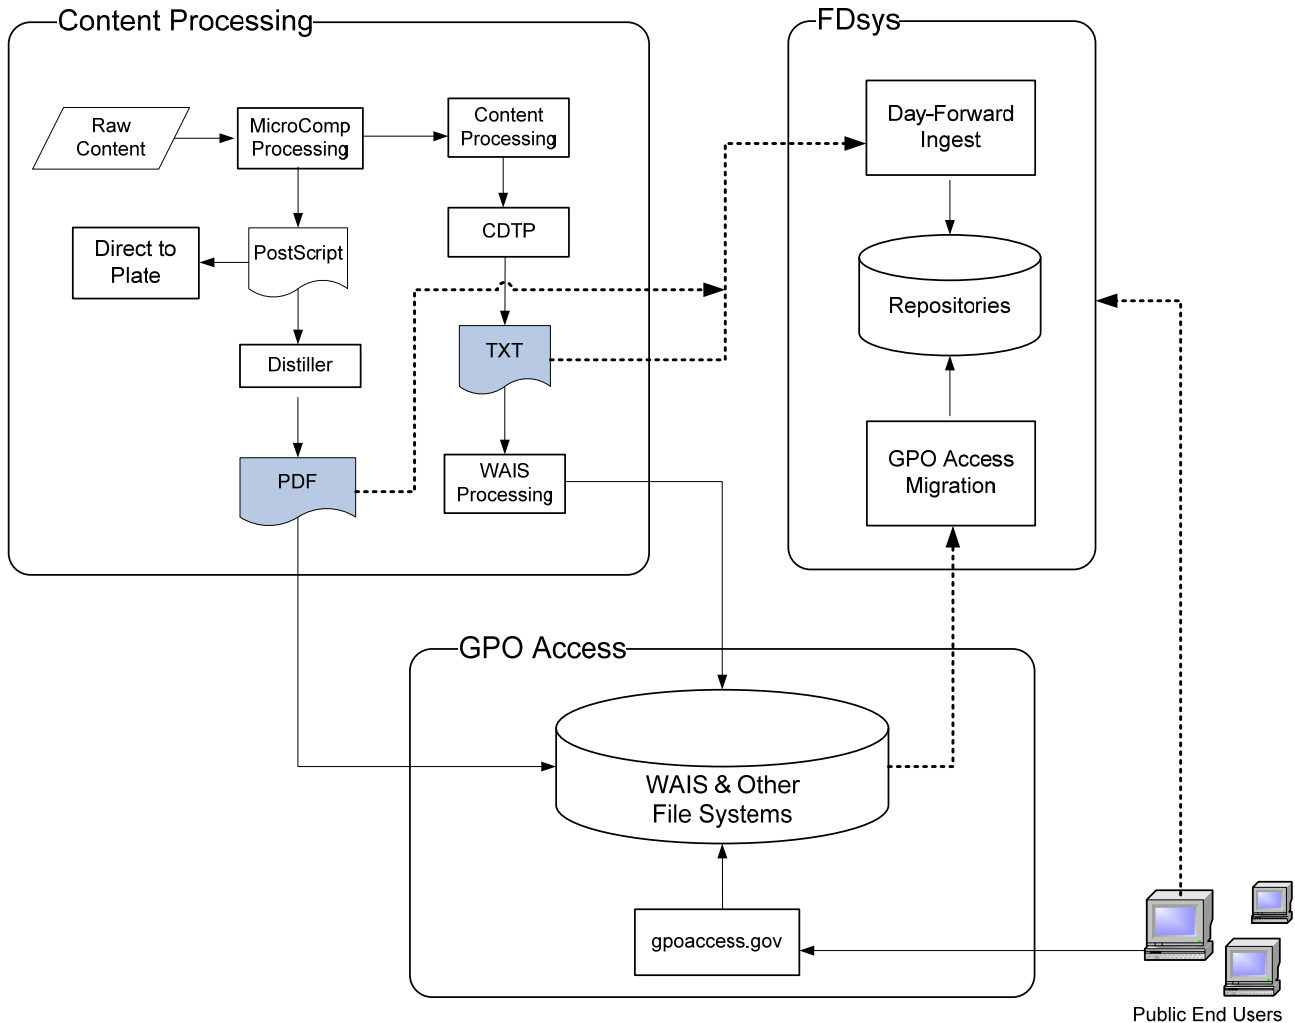 Content Processing
FDsys
Raw
Content
MicroComp
Processing
Content
Processing
Day-Forward
Ingest
Direct to
Plate
PostScript
CDTP
Repositories
Distiller
TXT
PDF
WAIS
Processing
GPO Access
Migration
GPO Access
WAIS & Other
File Systems
gpoaccess.gov
Public End Users